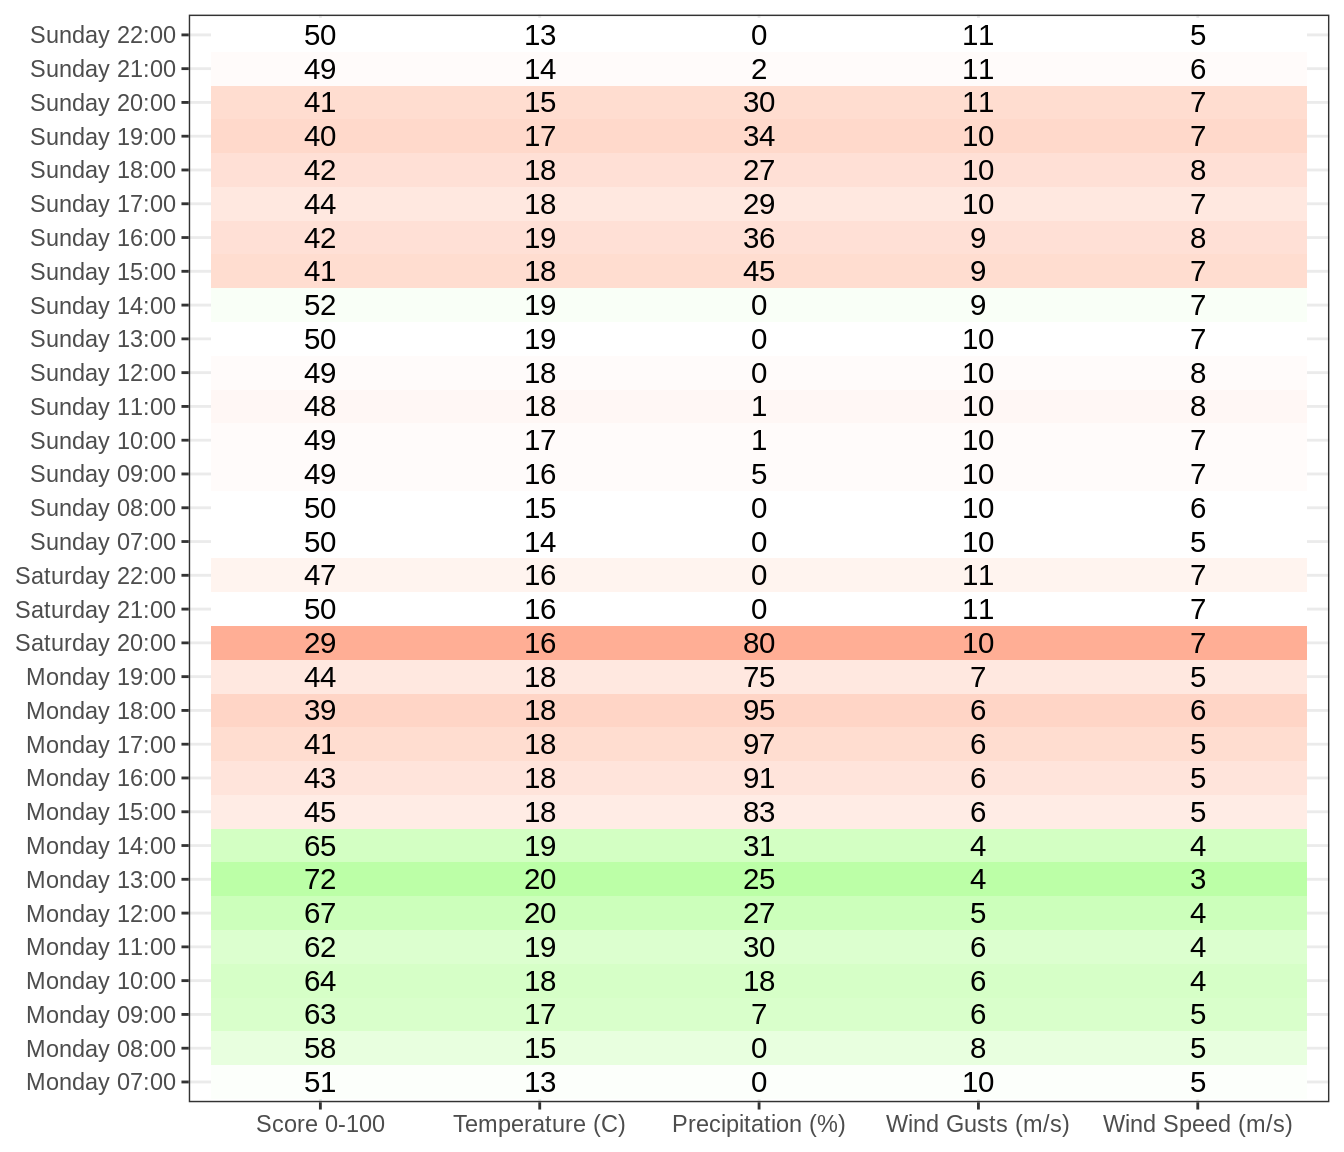 Sunday 22:00 50 13 0 11 5
Sunday 21:00 49 14 2 11 6
Sunday 20:00 41 15 30 11 7
Sunday 19:00 40 17 34 10 7
Sunday 18:00 42 18 27 10 8
Sunday 17:00 44 18 29 10 7
Sunday 16:00 42 19 36 9 8
Sunday 15:00 41 18 45 9 7
Sunday 14:00 52 19 0 9 7
Sunday 13:00 50 19 0 10 7
Sunday 12:00 49 18 0 10 8
Sunday 11:00 48 18 1 10 8
Sunday 10:00 49 17 1 10 7
Sunday 09:00 49 16 5 10 7
Sunday 08:00 50 15 0 10 6
Sunday 07:00 50 14 0 10 5
Saturday 22:00 47 16 0 11 7
Saturday 21:00 50 16 0 11 7
Saturday 20:00 29 16 80 10 7
Monday 19:00 44 18 75 7 5
Monday 18:00 39 18 95 6 6
Monday 17:00 41 18 97 6 5
Monday 16:00 43 18 91 6 5
Monday 15:00 45 18 83 6 5
Monday 14:00 65 19 31 4 4
Monday 13:00 72 20 25 4 3
Monday 12:00 67 20 27 5 4
Monday 11:00 62 19 30 6 4
Monday 10:00 64 18 18 6 4
Monday 09:00 63 17 7 6 5
Monday 08:00 58 15 0 8 5
Monday 07:00 51 13 0 10 5
Score 0-100 Temperature (C) Precipitation (%) Wind Gusts (m/s) Wind Speed (m/s)